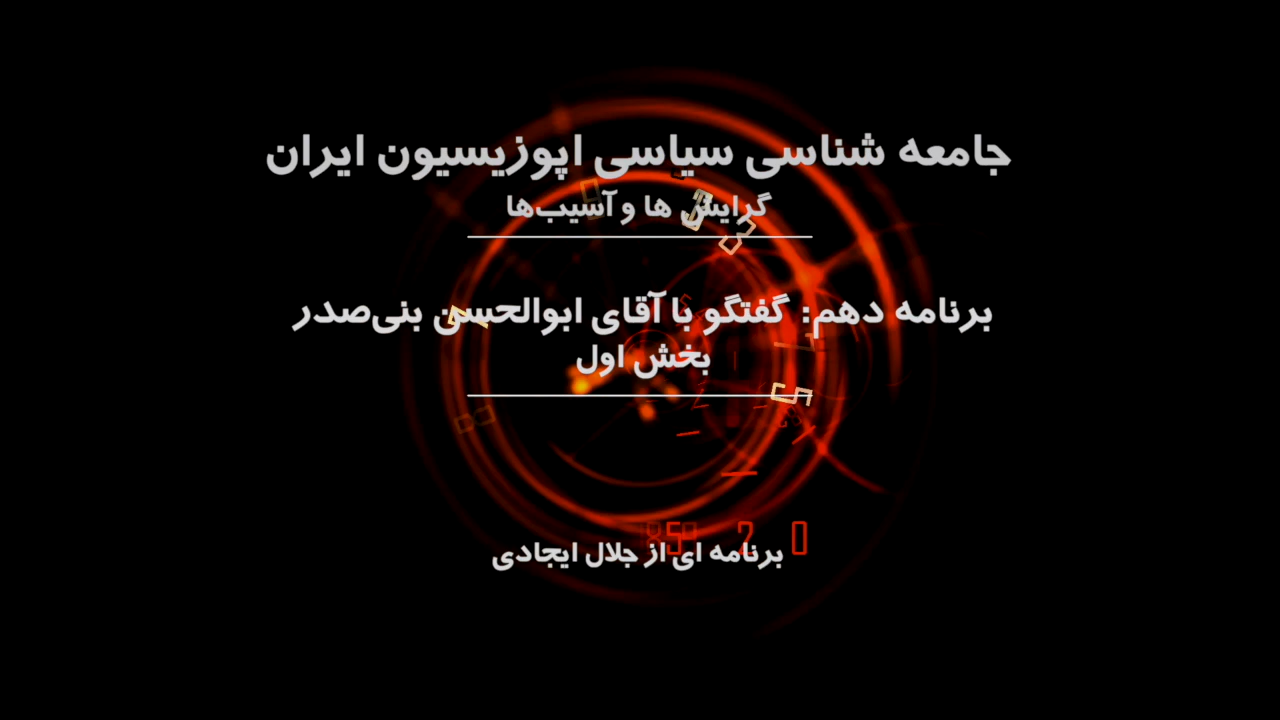 جامعه شناسی سیاسی اپوزیسیون ایران
گرایش ها و آسیب‌ها
برنامه دهم: گفتگو با آقای ابوالحسن بنی‌صدر
بخش اول
برنامه ای از جلال ایجادی